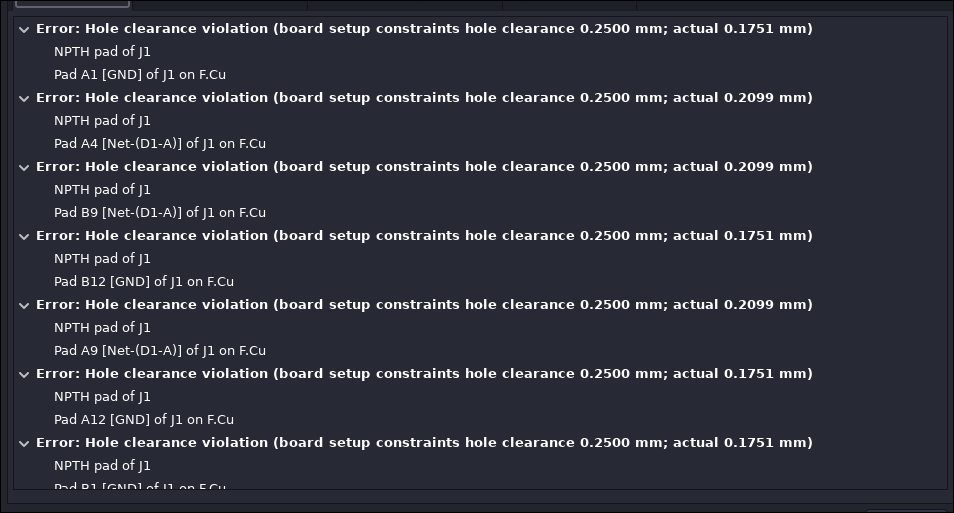 Error: Hole clearance violation (board setup constraints hole clearance 0.2500 mm; actual 0.1751 mm)
NPTH pad of J1
Pad A1 [GND] of J1 on F.Cu
Error: Hole clearance violation (board setup constraints hole clearance 0.2500 mm; actual 0.2099 mm)
NPTH pad of J1
Pad A4 [Net-(D1-A)] of J1 on F.Cu
Error: Hole clearance violation (board setup constraints hole clearance 0.2500 mm; actual 0.2099 mm)
NPTH pad of J1
Pad B9 [Net-(D1-A)] of J1 on F.Cu
Error: Hole clearance violation (board setup constraints hole clearance 0.2500 mm; actual 0.1751 mm)
NPTH pad of J1
Pad B12 [GND] of J1 on F.Cu
Error: Hole clearance violation (board setup constraints hole clearance 0.2500 mm; actual 0.2099 mm)
NPTH pad of J1
Pad A9 [Net-(D1-A)] of J1 on F.Cu
Error: Hole clearance violation (board setup constraints hole clearance 0.2500 mm; actual 0.1751 mm)
NPTH pad of J1
Pad A12 [GND] of J1 on F.Cu
Error: Hole clearance violation (board setup constraints hole clearance 0.2500 mm; actual 0.1751 mm)
NPTH pad of J1
Pad B1 [GND] of J1 on F.Cu